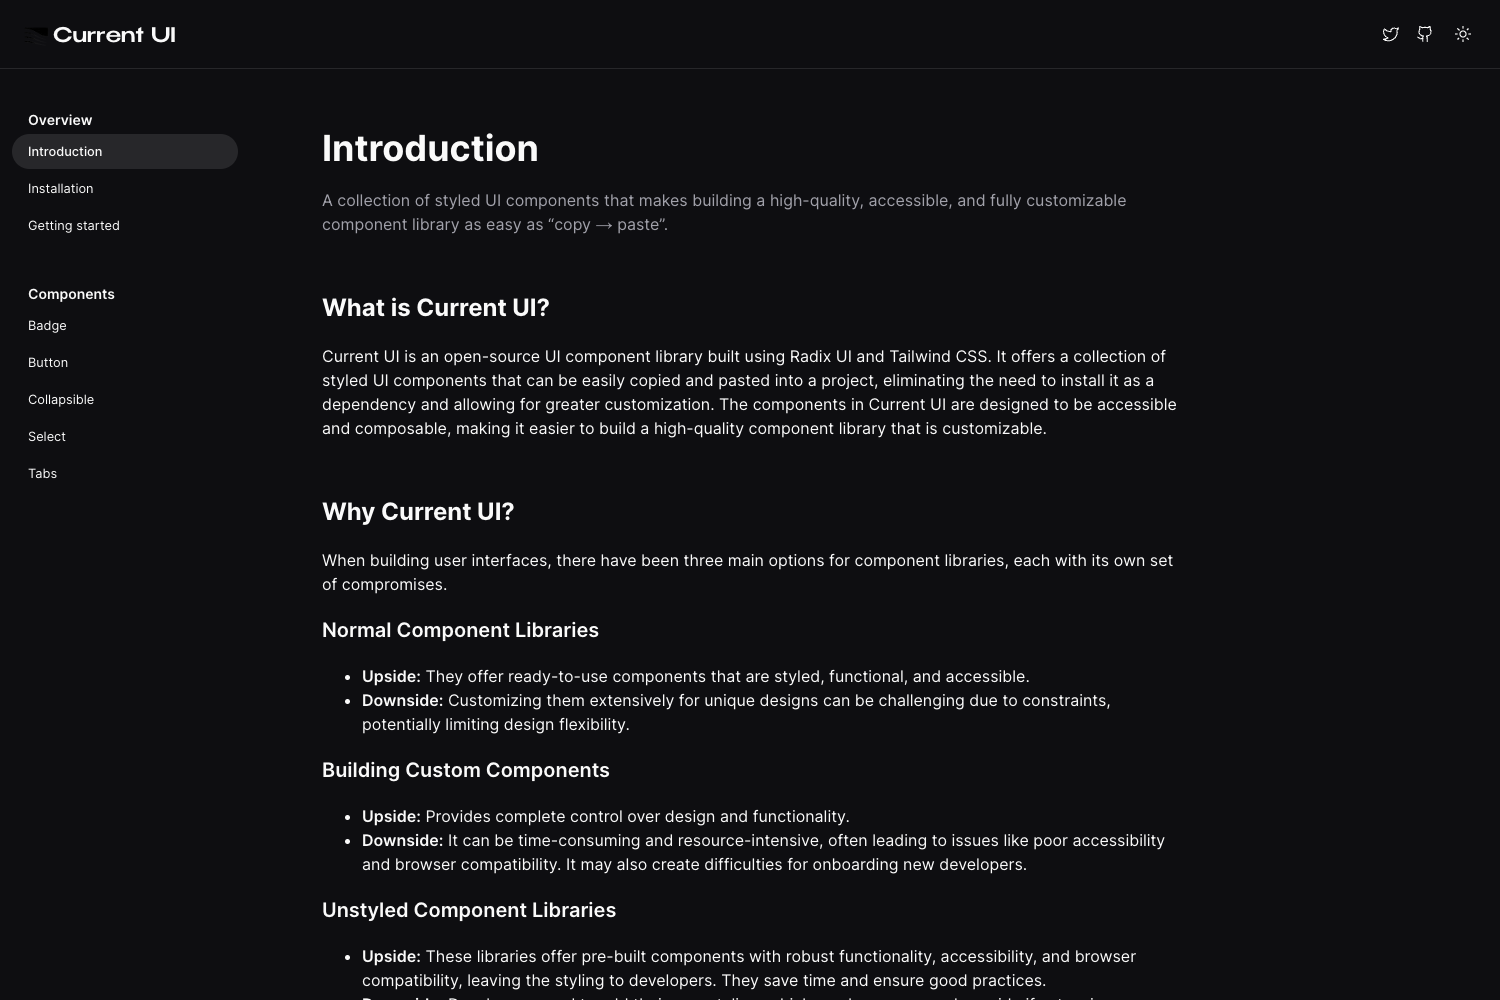 Current UI
Overview
Introduction
Installation
Getting started
Components
Badge
Button
Collapsible
Select
Tabs
Introduction
A collection of styled UI components that makes building a high-quality, accessible, and fully customizable
component library as easy as “copy → paste”.
What is Current UI?
Current UI is an open-source UI component library built using Radix UI and Tailwind CSS. It offers a collection of
styled UI components that can be easily copied and pasted into a project, eliminating the need to install it as a
dependency and allowing for greater customization. The components in Current UI are designed to be accessible
and composable, making it easier to build a high-quality component library that is customizable.
Why Current UI?
When building user interfaces, there have been three main options for component libraries, each with its own set
of compromises.
Normal Component Libraries
• Upside: They offer ready-to-use components that are styled, functional, and accessible.
• Downside: Customizing them extensively for unique designs can be challenging due to constraints,
potentially limiting design flexibility.
Building Custom Components
• Upside: Provides complete control over design and functionality.
• Downside: It can be time-consuming and resource-intensive, often leading to issues like poor accessibility
and browser compatibility. It may also create difficulties for onboarding new developers.
Unstyled Component Libraries
• Upside: These libraries offer pre-built components with robust functionality, accessibility, and browser
compatibility, leaving the styling to developers. They save time and ensure good practices.